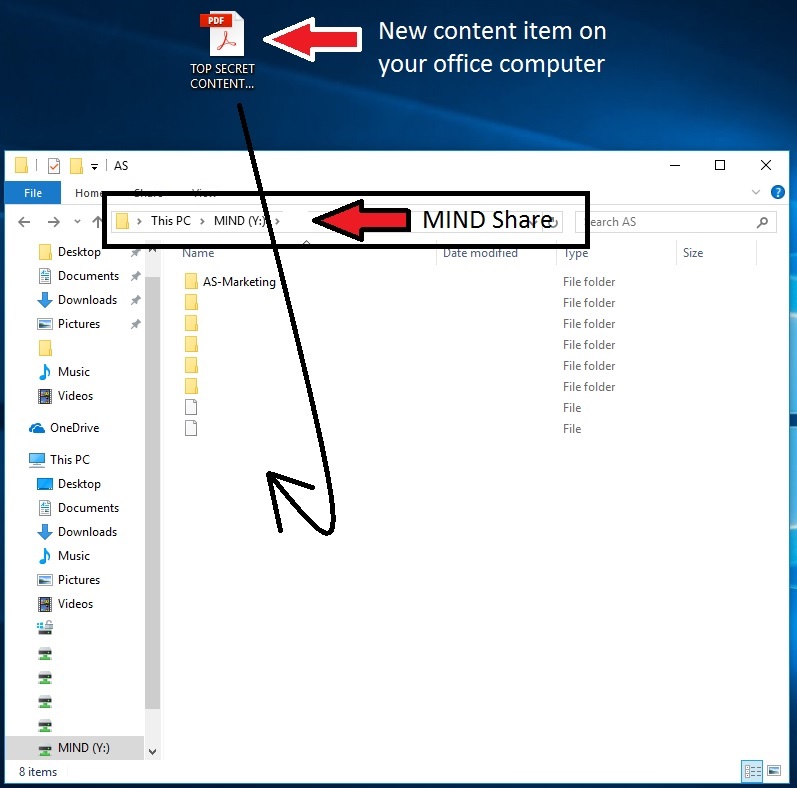 PDF
TOP SECRET
CONTENT...
New content item on
your office computer
AS
File
Home
Share
View
This PC
MIND (Y:)
MIND Share
Search AS
Name
Date modified
Type
Size
Desktop
Documents
Downloads
Pictures
Music
Videos
OneDrive
This PC
Desktop
Documents
Downloads
Music
Pictures
Videos
MIND (Y:)
AS-Marketing
File folder
File folder
File folder
File folder
File folder
File folder
File
File
8 items